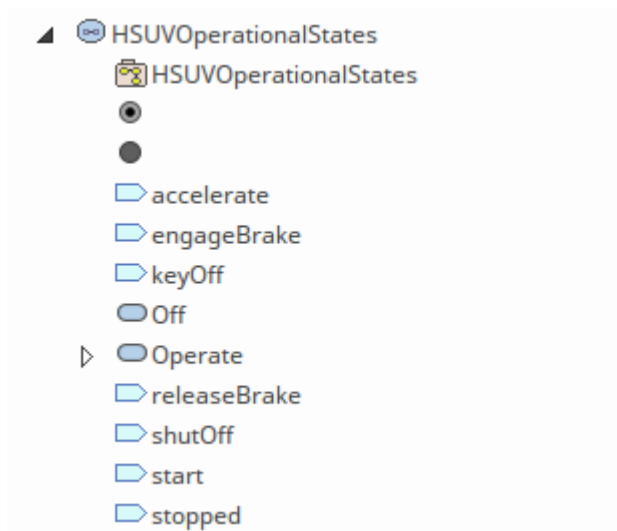 HSUVOperationalStates
HSUVOperationalStates
accelerate
engageBrake
keyOff
Off
Operate
releaseBrake
shutOff
start
stopped